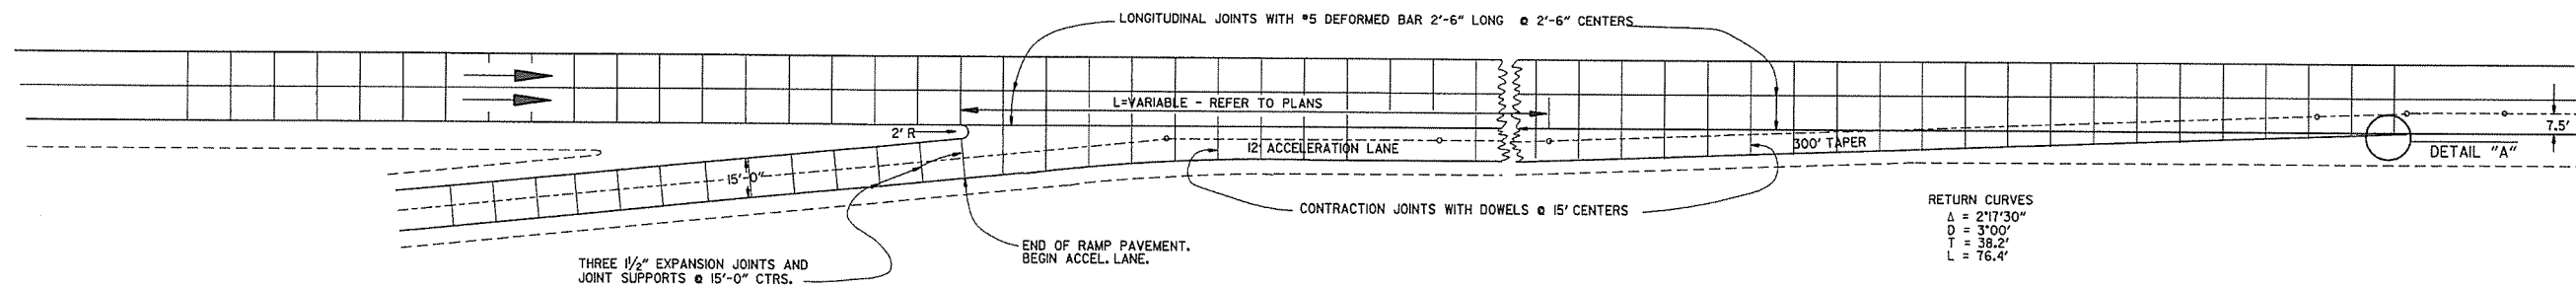 LONGITUDINAL JOINTS WITH #5 DEFORMED BAR 2'-6" LONG @ 2'-6" CENTERS
L=VARIABLE - REFER TO PLANS
2' R
12' ACCELERATION LANE
300' TAPER
7.5'
DETAIL "A"
15'-0"
CONTRACTION JOINTS WITH DOWELS @ 15' CENTERS
RETURN CURVES
Δ = 2°17'30"
D = 3°00'
T = 38.2'
L = 76.4'
END OF RAMP PAVEMENT.
BEGIN ACCEL. LANE.
THREE 1½" EXPANSION JOINTS AND
JOINT SUPPORTS @ 15'-0" CTRS.